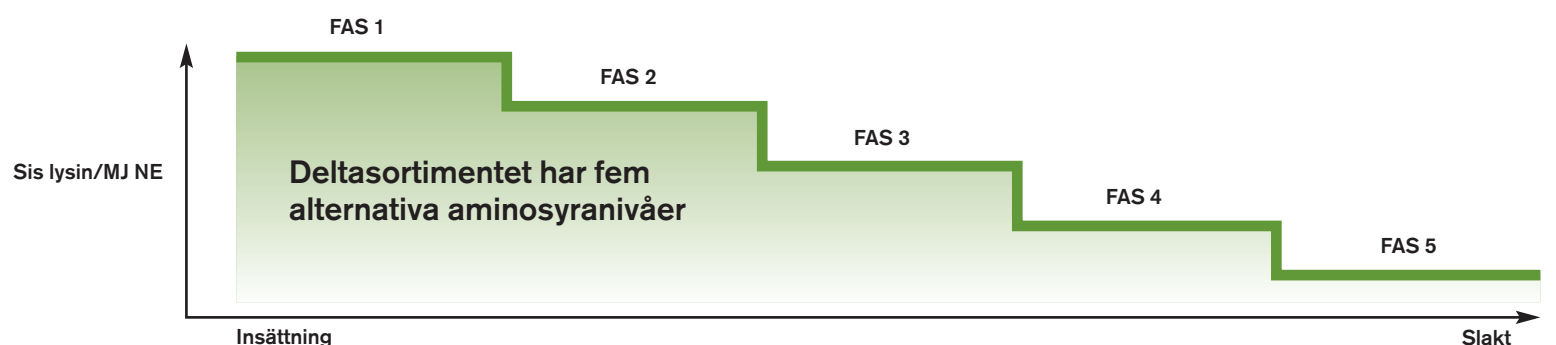 FAS 1
FAS 2
FAS 3
Sis lysin/MJ NE
Deltasortimentet har fem
alternativa aminosyranivåer
FAS 4
FAS 5
Insättning
Slakt